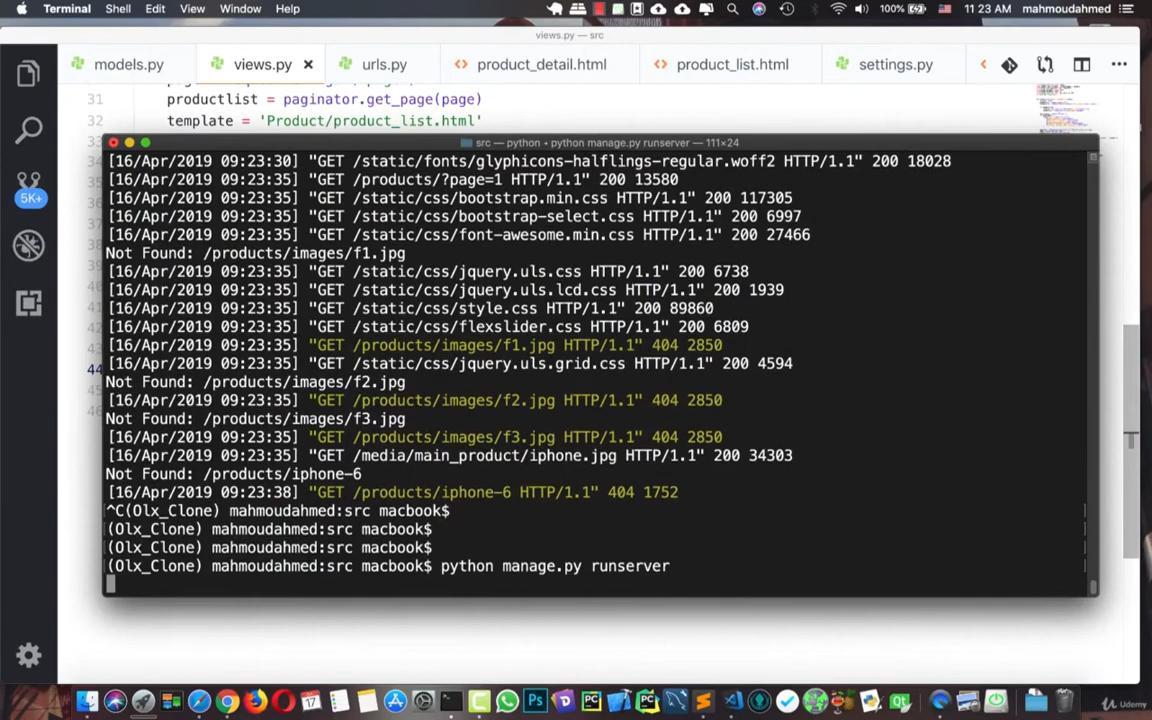 Terminal Shell Edit View Window Help 100% 11:23 AM mahmoudahmed
views.py — src
models.py views.py urls.py product_detail.html product_list.html settings.py
31 productlist = paginator.get_page(page)
32 template = 'Product/product_list.html'
33
src — python • python manage.py runserver — 111×24
[16/Apr/2019 09:23:30] "GET /static/fonts/glyphicons-halflings-regular.woff2 HTTP/1.1" 200 18028
[16/Apr/2019 09:23:35] "GET /products/?page=1 HTTP/1.1" 200 13580
[16/Apr/2019 09:23:35] "GET /static/css/bootstrap.min.css HTTP/1.1" 200 117305
[16/Apr/2019 09:23:35] "GET /static/css/bootstrap-select.css HTTP/1.1" 200 6997
[16/Apr/2019 09:23:35] "GET /static/css/font-awesome.min.css HTTP/1.1" 200 27466
Not Found: /products/images/f1.jpg
[16/Apr/2019 09:23:35] "GET /static/css/jquery.uls.css HTTP/1.1" 200 6738
[16/Apr/2019 09:23:35] "GET /static/css/jquery.uls.lcd.css HTTP/1.1" 200 1939
[16/Apr/2019 09:23:35] "GET /static/css/style.css HTTP/1.1" 200 89860
[16/Apr/2019 09:23:35] "GET /static/css/flexslider.css HTTP/1.1" 200 6809
[16/Apr/2019 09:23:35] "GET /products/images/f1.jpg HTTP/1.1" 404 2850
[16/Apr/2019 09:23:35] "GET /static/css/jquery.uls.grid.css HTTP/1.1" 200 4594
Not Found: /products/images/f2.jpg
[16/Apr/2019 09:23:35] "GET /products/images/f2.jpg HTTP/1.1" 404 2850
Not Found: /products/images/f3.jpg
[16/Apr/2019 09:23:35] "GET /products/images/f3.jpg HTTP/1.1" 404 2850
[16/Apr/2019 09:23:35] "GET /media/main_product/iphone.jpg HTTP/1.1" 200 34303
Not Found: /products/iphone-6
[16/Apr/2019 09:23:38] "GET /products/iphone-6 HTTP/1.1" 404 1752
^C(Olx_Clone) mahmoudahmed:src macbook$
(Olx_Clone) mahmoudahmed:src macbook$
(Olx_Clone) mahmoudahmed:src macbook$
(Olx_Clone) mahmoudahmed:src macbook$ python manage.py runserver
5K+
44
Udemy